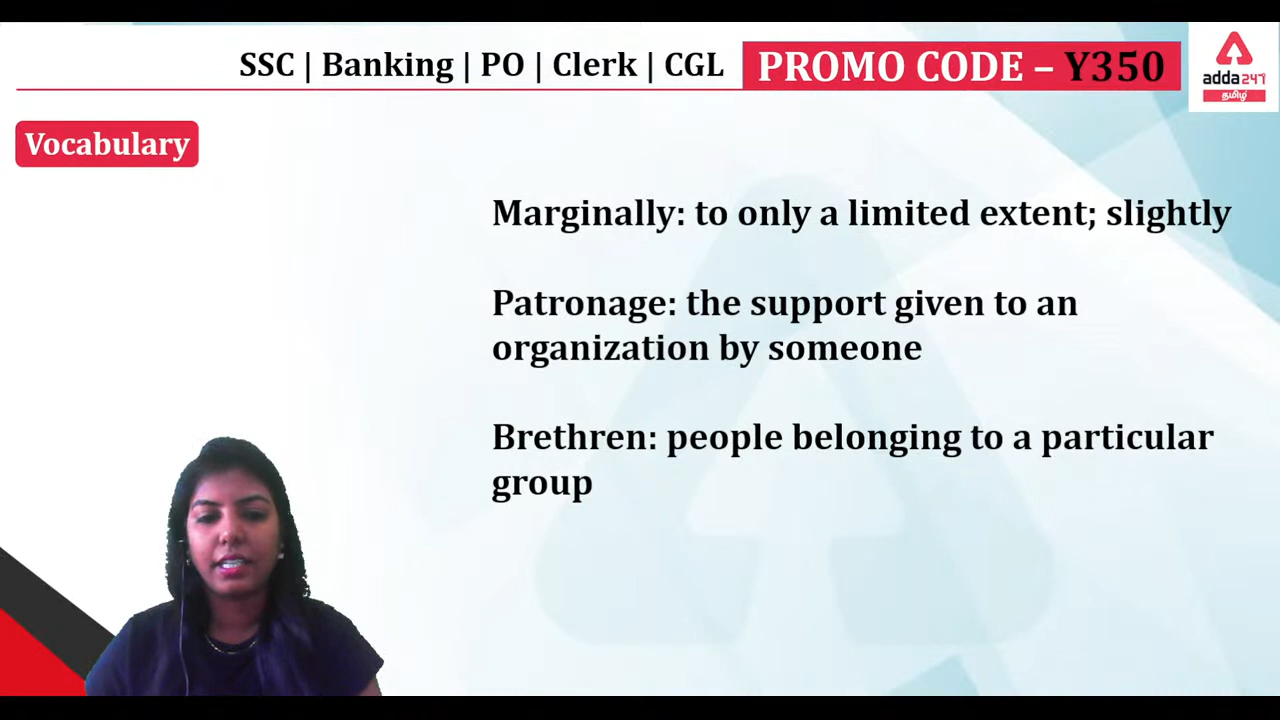 SSC | Banking | PO | Clerk | CGL
PROMO CODE – Y350
adda247
தமிழ்
Vocabulary
Marginally: to only a limited extent; slightly
Patronage: the support given to an
organization by someone
Brethren: people belonging to a particular
group